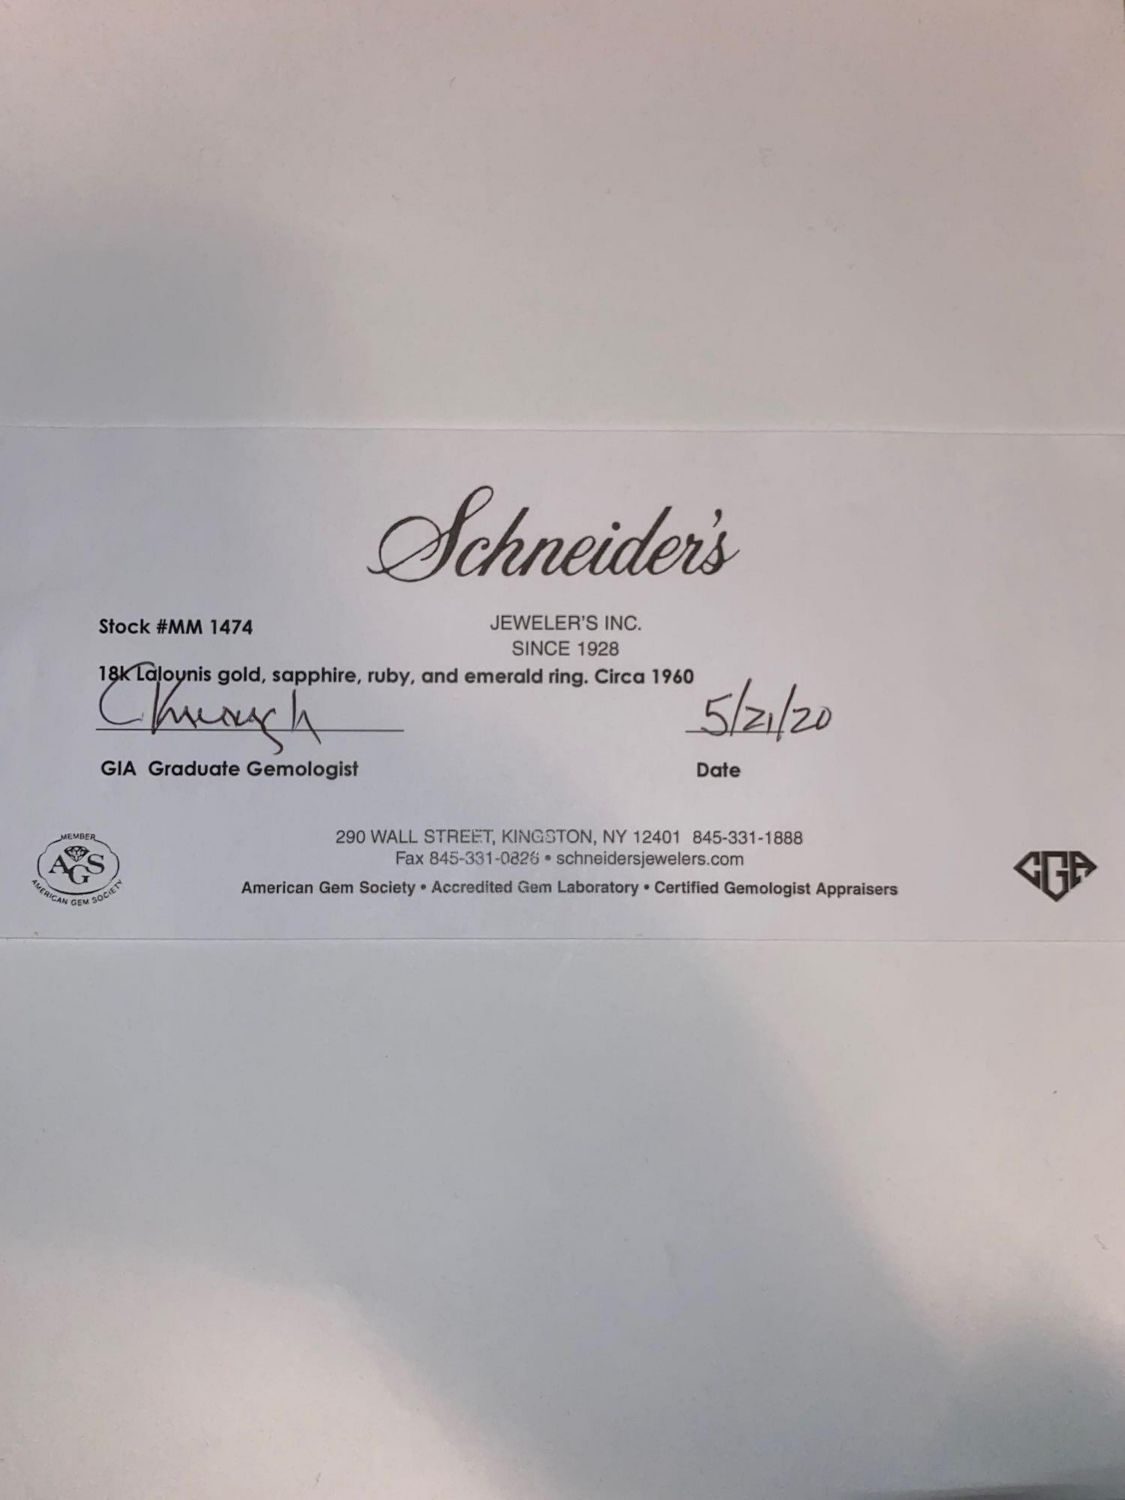 Schneider's
JEWELER'S INC.
SINCE 1928
Stock #MM 1474
18k Lalounis gold, sapphire, ruby, and emerald ring. Circa 1960
5/21/20
GIA Graduate Gemologist
Date
290 WALL STREET, KINGSTON, NY 12401 845-331-1888
Fax 845-331-0826 • schneidersjewelers.com
American Gem Society • Accredited Gem Laboratory • Certified Gemologist Appraisers
MEMBER
AGS
AMERICAN GEM SOCIETY
CGA